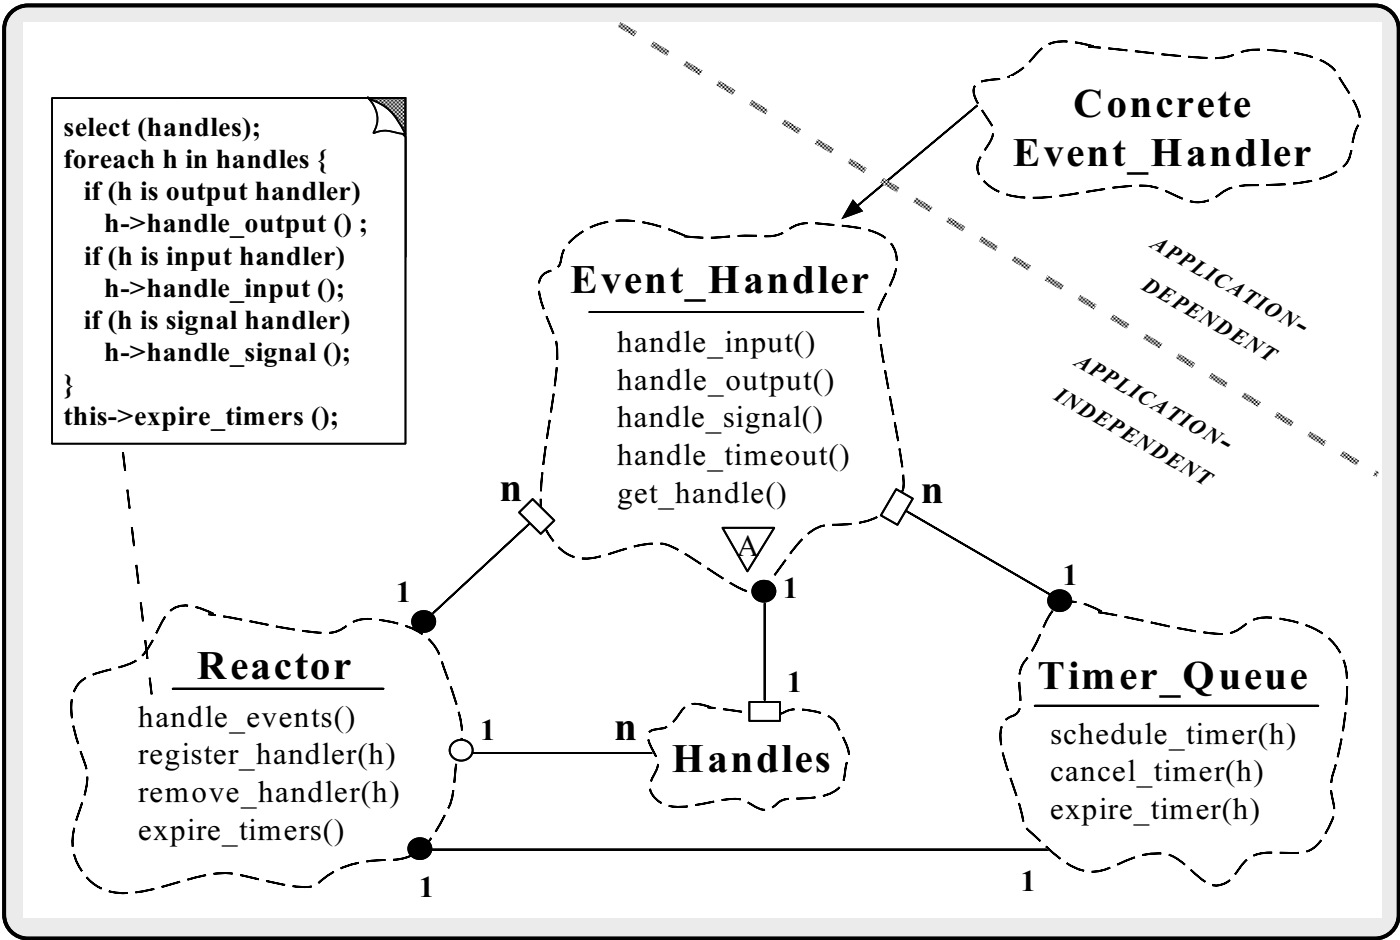 select (handles);
foreach h in handles {
if (h is output handler)
h->handle_output () ;
if (h is input handler)
h->handle_input ();
if (h is signal handler)
h->handle_signal ();
}
this->expire_timers ();
Concrete
Event_Handler
APPLICATION-
DEPENDENT
APPLICATION-
INDEPENDENT
Event_Handler
handle_input()
handle_output()
handle_signal()
handle_timeout()
get_handle()
A
n
n
1
1
1
Reactor
handle_events()
register_handler(h)
remove_handler(h)
expire_timers()
1
n
1
Handles
Timer_Queue
schedule_timer(h)
cancel_timer(h)
expire_timer(h)
1
1